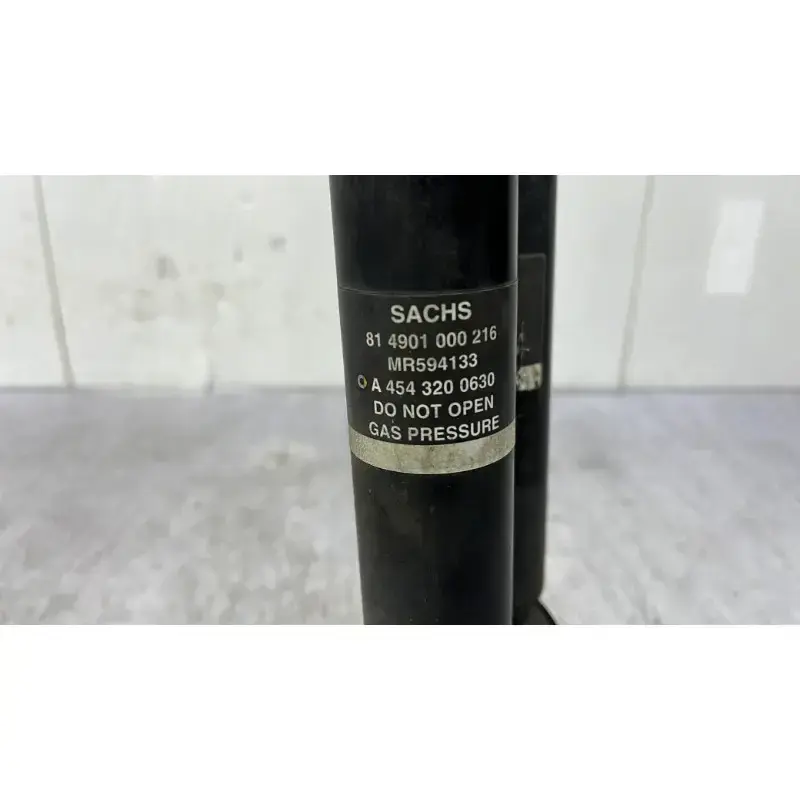 SACHS
81 4901 000 216
MR594133
A 454 320 0630
DO NOT OPEN
GAS PRESSURE